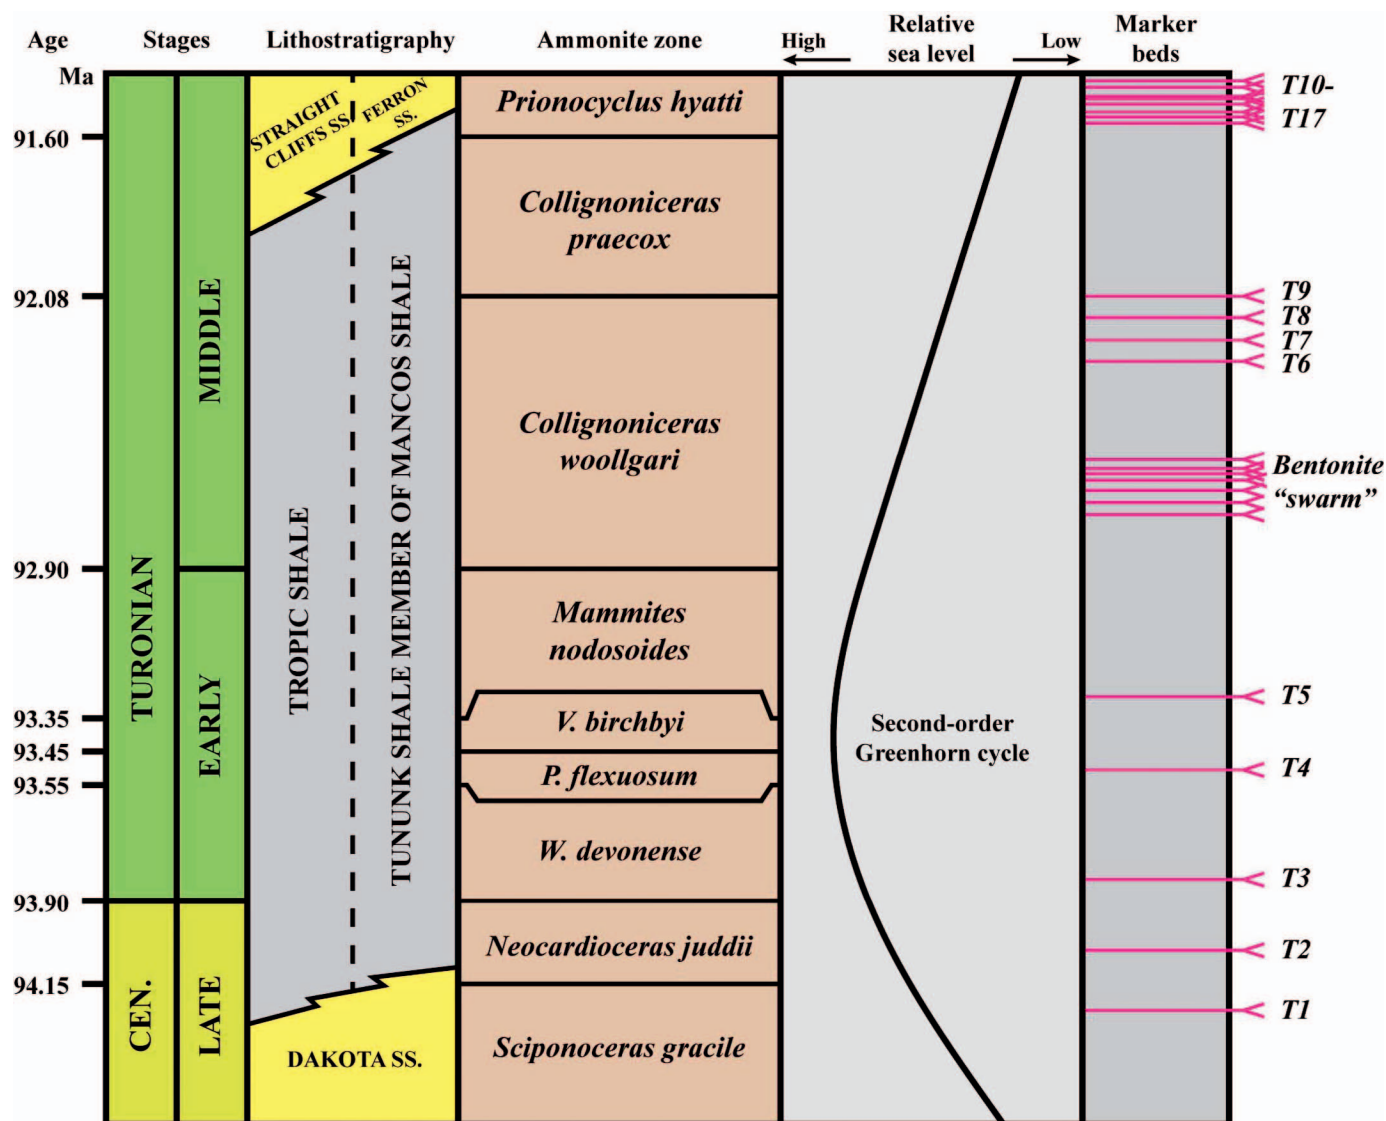 Age
Stages
Lithostratigraphy
Ammonite zone
High
Relative
sea level
Low
Marker
beds
Ma
91.60
92.08
92.90
93.35
93.45
93.55
93.90
94.15
TURONIAN
CEN.
MIDDLE
EARLY
LATE
STRAIGHT
CLIFFS SS.
FERRON
SS.
TROPIC SHALE
TUNUNK SHALE MEMBER OF MANCOS SHALE
DAKOTA SS.
Prionocyclus hyatti
Collignoniceras
praecox
Collignoniceras
woollgari
Mammites
nodosoides
V. birchbyi
P. flexuosum
W. devonense
Neocardioceras juddii
Sciponoceras gracile
Second-order
Greenhorn cycle
T10-
T17
T9
T8
T7
T6
Bentonite
“swarm”
T5
T4
T3
T2
T1